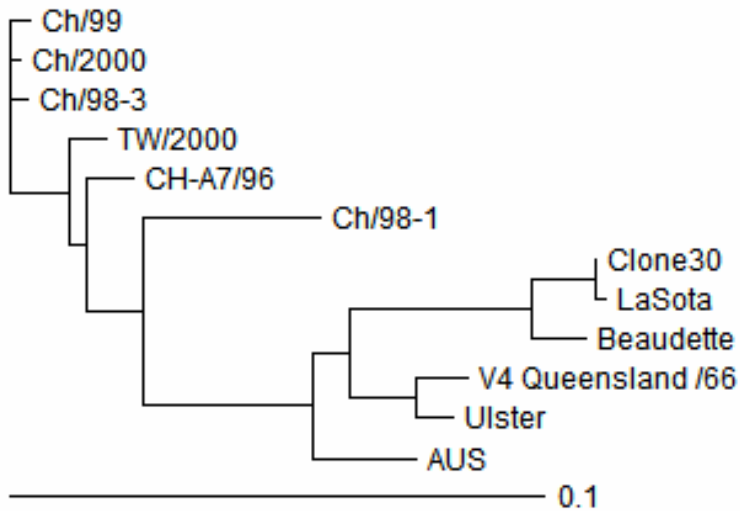 Ch/99
Ch/2000
Ch/98-3
TW/2000
CH-A7/96
Ch/98-1
Clone30
LaSota
Beaudette
V4 Queensland /66
Ulster
AUS
0.1